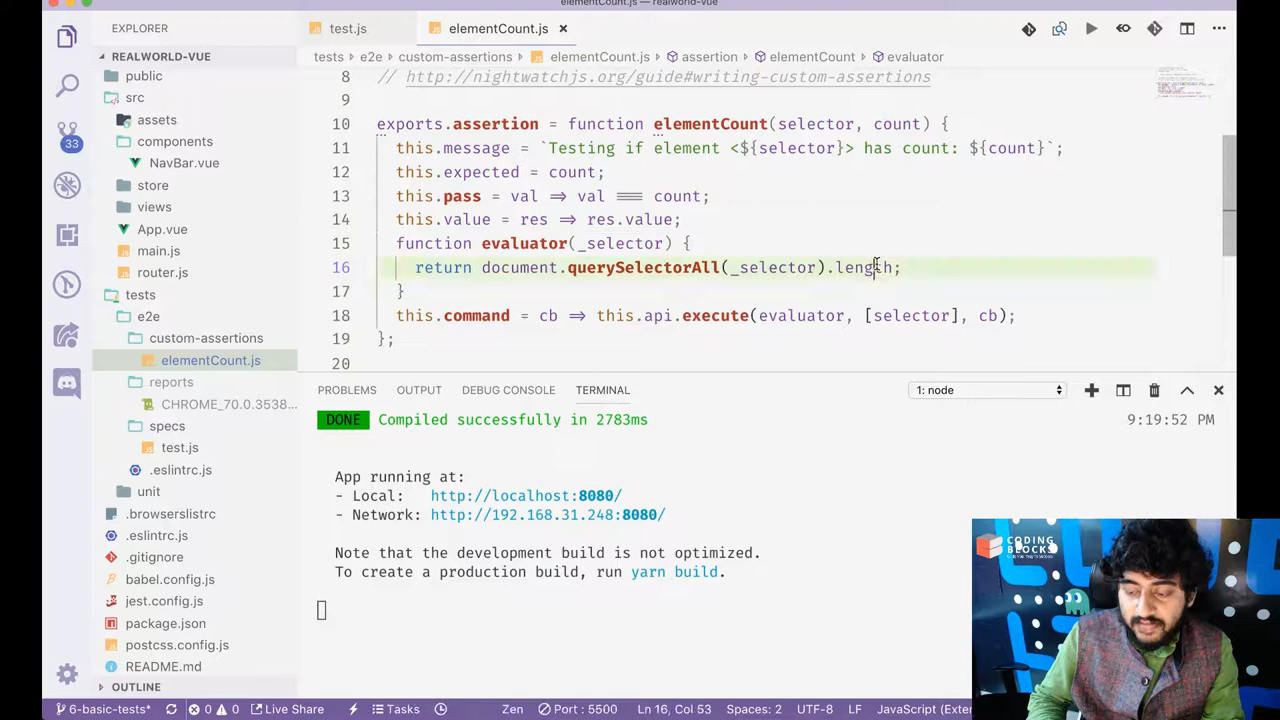 elementCount.js — realworld-vue
EXPLORER
test.js
elementCount.js
REALWORLD-VUE
tests > e2e > custom-assertions > elementCount.js > assertion > elementCount > evaluator
public
src
assets
components
NavBar.vue
store
views
App.vue
main.js
router.js
tests
e2e
custom-assertions
elementCount.js
reports
CHROME_70.0.3538...
specs
test.js
.eslintrc.js
unit
.browserslistrc
.eslintrc.js
.gitignore
babel.config.js
jest.config.js
package.json
postcss.config.js
README.md
OUTLINE
33
8 // http://nightwatchjs.org/guide#writing-custom-assertions
9
10 exports.assertion = function elementCount(selector, count) {
11 this.message = `Testing if element <${selector}> has count: ${count}`;
12 this.expected = count;
13 this.pass = val => val === count;
14 this.value = res => res.value;
15 function evaluator(_selector) {
16 return document.querySelectorAll(_selector).length;
17 }
18 this.command = cb => this.api.execute(evaluator, [selector], cb);
19 };
20
PROBLEMS OUTPUT DEBUG CONSOLE TERMINAL 1: node
DONE Compiled successfully in 2783ms 9:19:52 PM
App running at:
- Local: http://localhost:8080/
- Network: http://192.168.31.248:8080/
Note that the development build is not optimized.
To create a production build, run yarn build.
CODING
BLOCKS
6-basic-tests* 0 0 Live Share Tasks Zen Port : 5500 Ln 16, Col 53 Spaces: 2 UTF-8 LF JavaScript (Exten